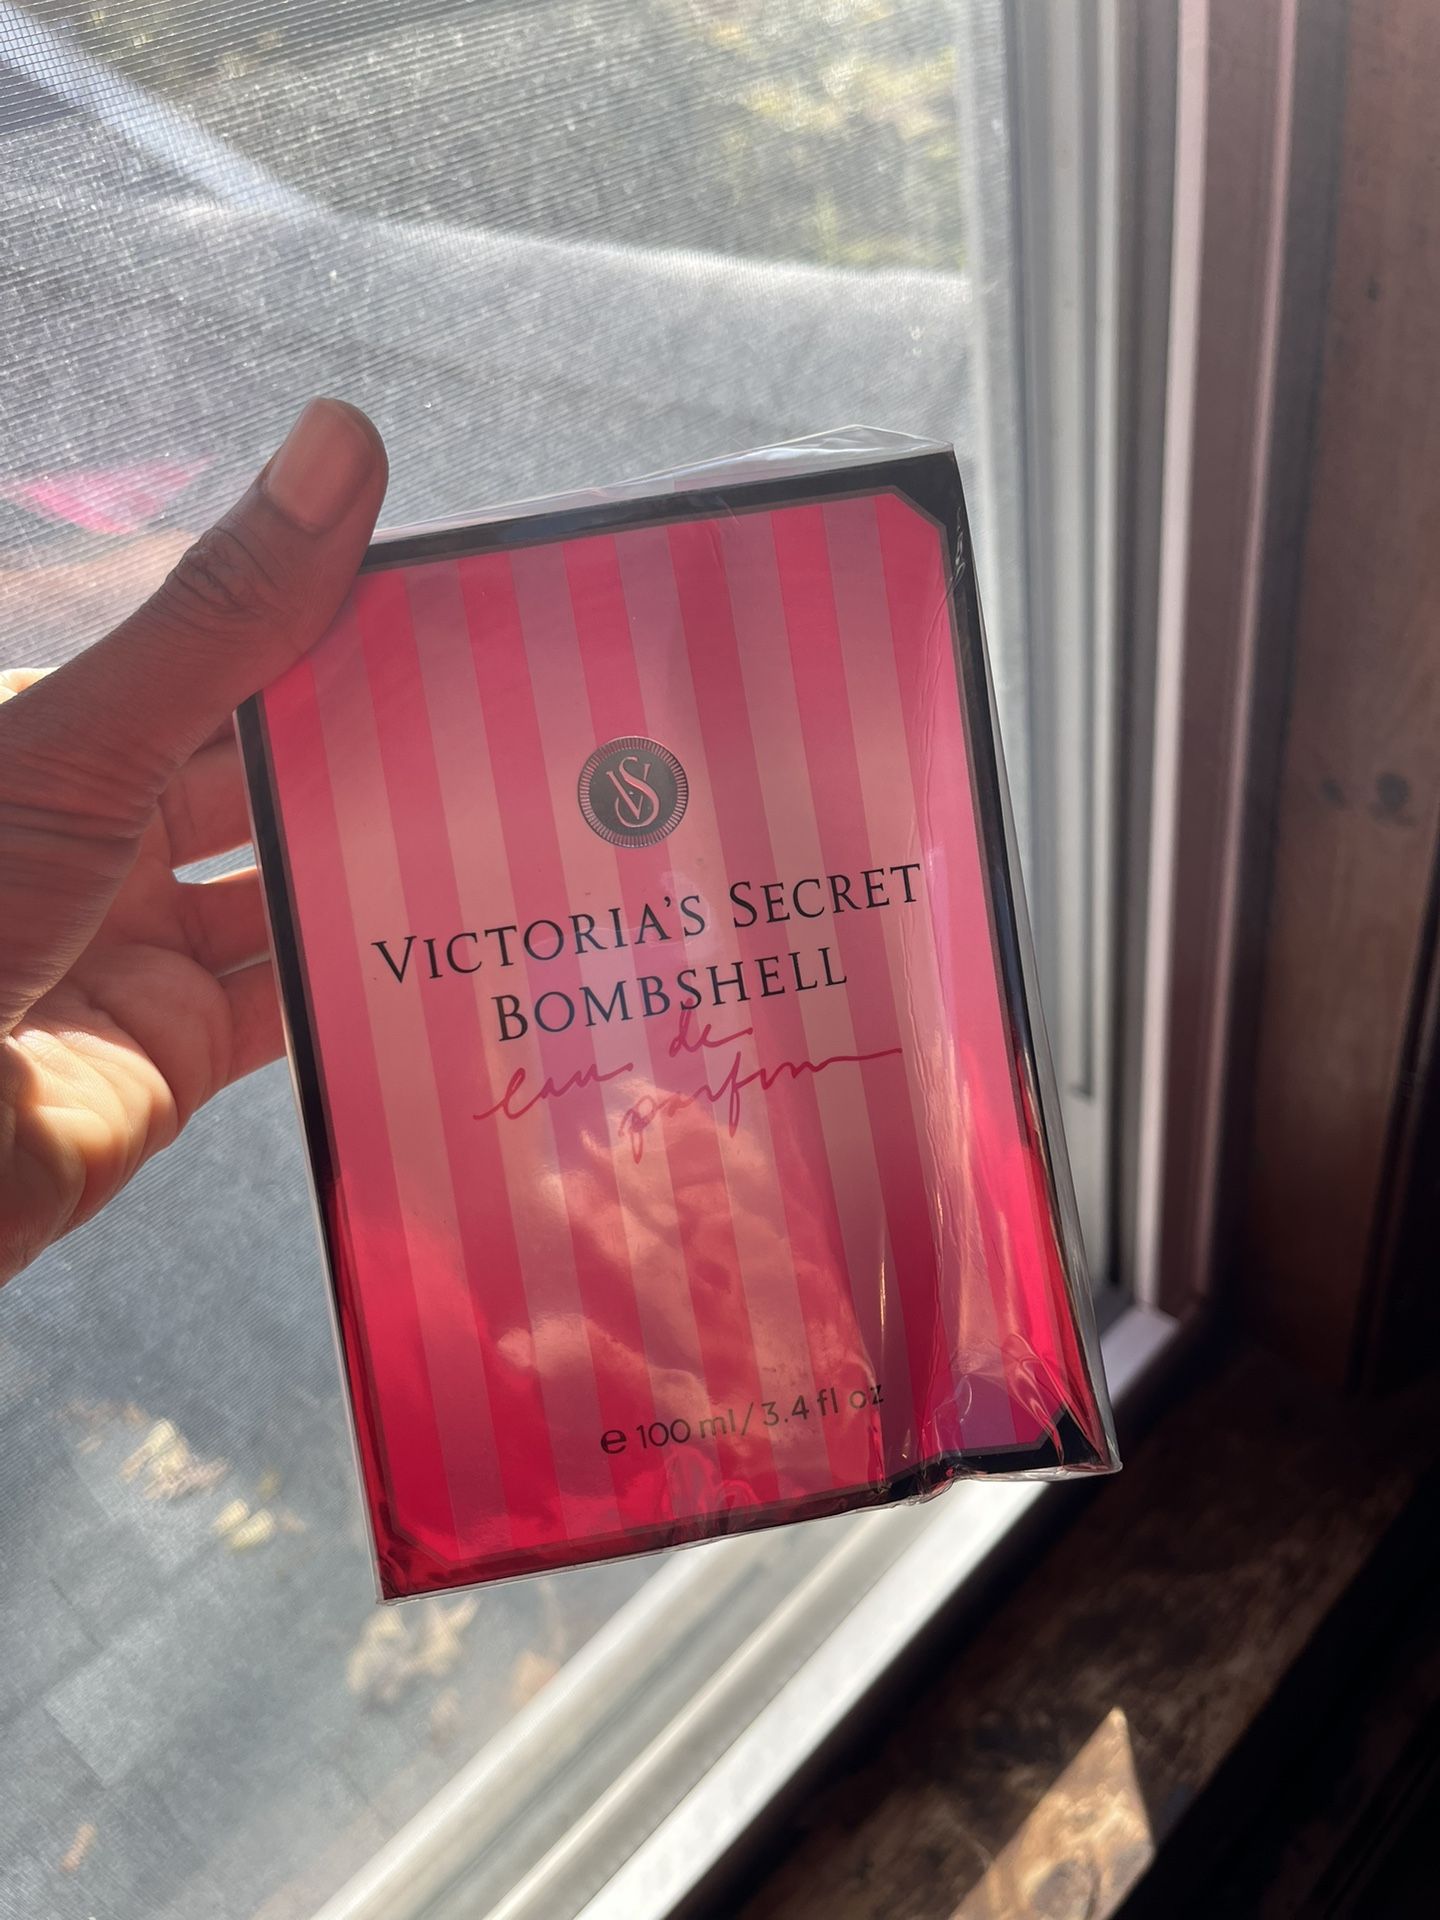 VS
VICTORIA'S SECRET
BOMBSHELL
eau de
parfum
℮ 100 ml/3.4 fl oz